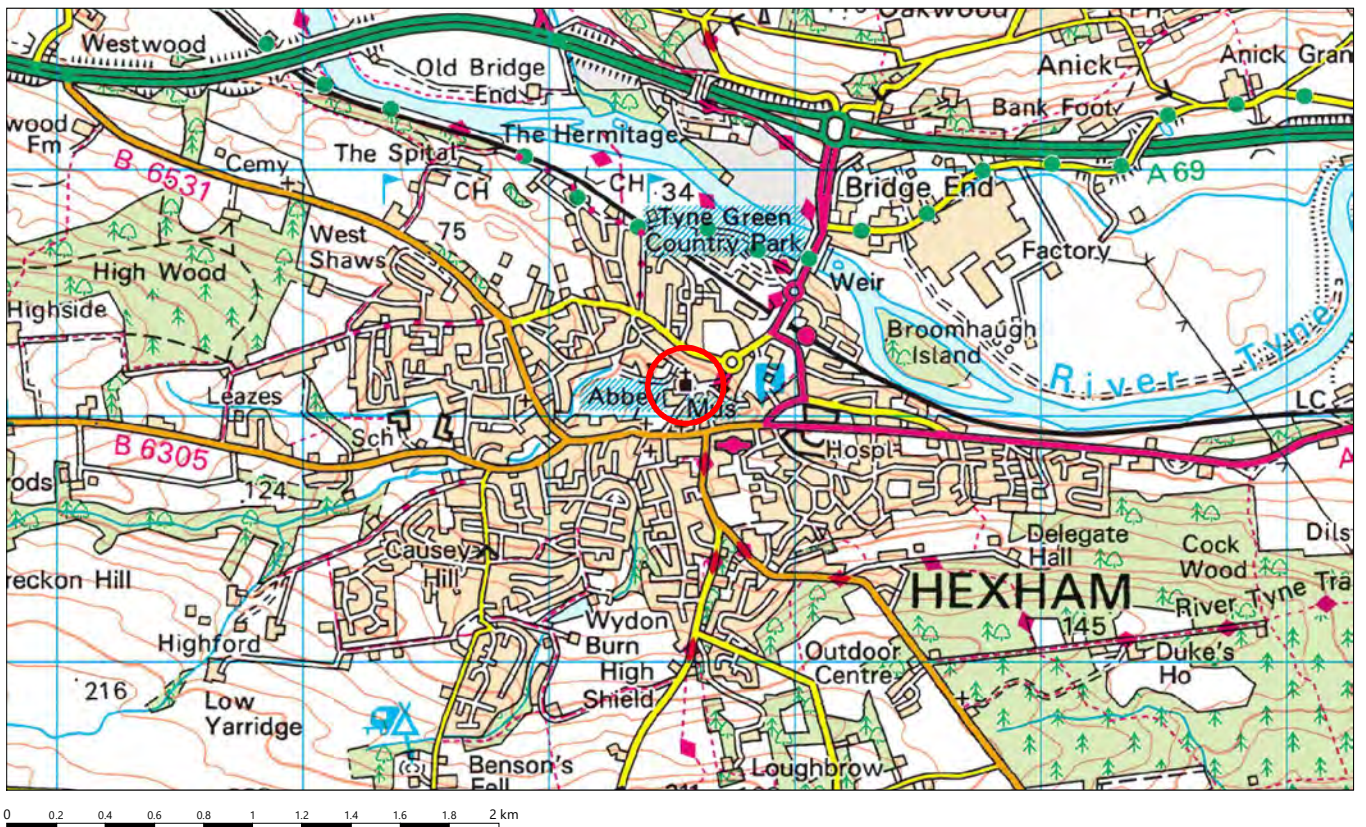 Oakwood
Westwood
Old Bridge
End
Anick
Anick Gran
Bank Foot
wood
Fm
The Hermitage
A 69
B 6531
Cemy
The Spital
CH
CH
34
Bridge End
Tyne Green
Country Park
75
West
Shaws
Factory
High Wood
Weir
Highside
Broomhaugh
Island
River Tyne
Leazes
Abbey
Mus
LC
Sch
B 6305
Hospl
A
rods
124
Delegate
Hall
Cock
Wood
Dils
Causey
Hill
reckon Hill
HEXHAM
River Tyne Tra
Wydon
Burn
145
Highford
High
Shield
Outdoor
Centre
Duke's
Ho
216
Low
Yarridge
Benson's
Fell
Loughbrow
0 0.2 0.4 0.6 0.8 1 1.2 1.4 1.6 1.8 2 km